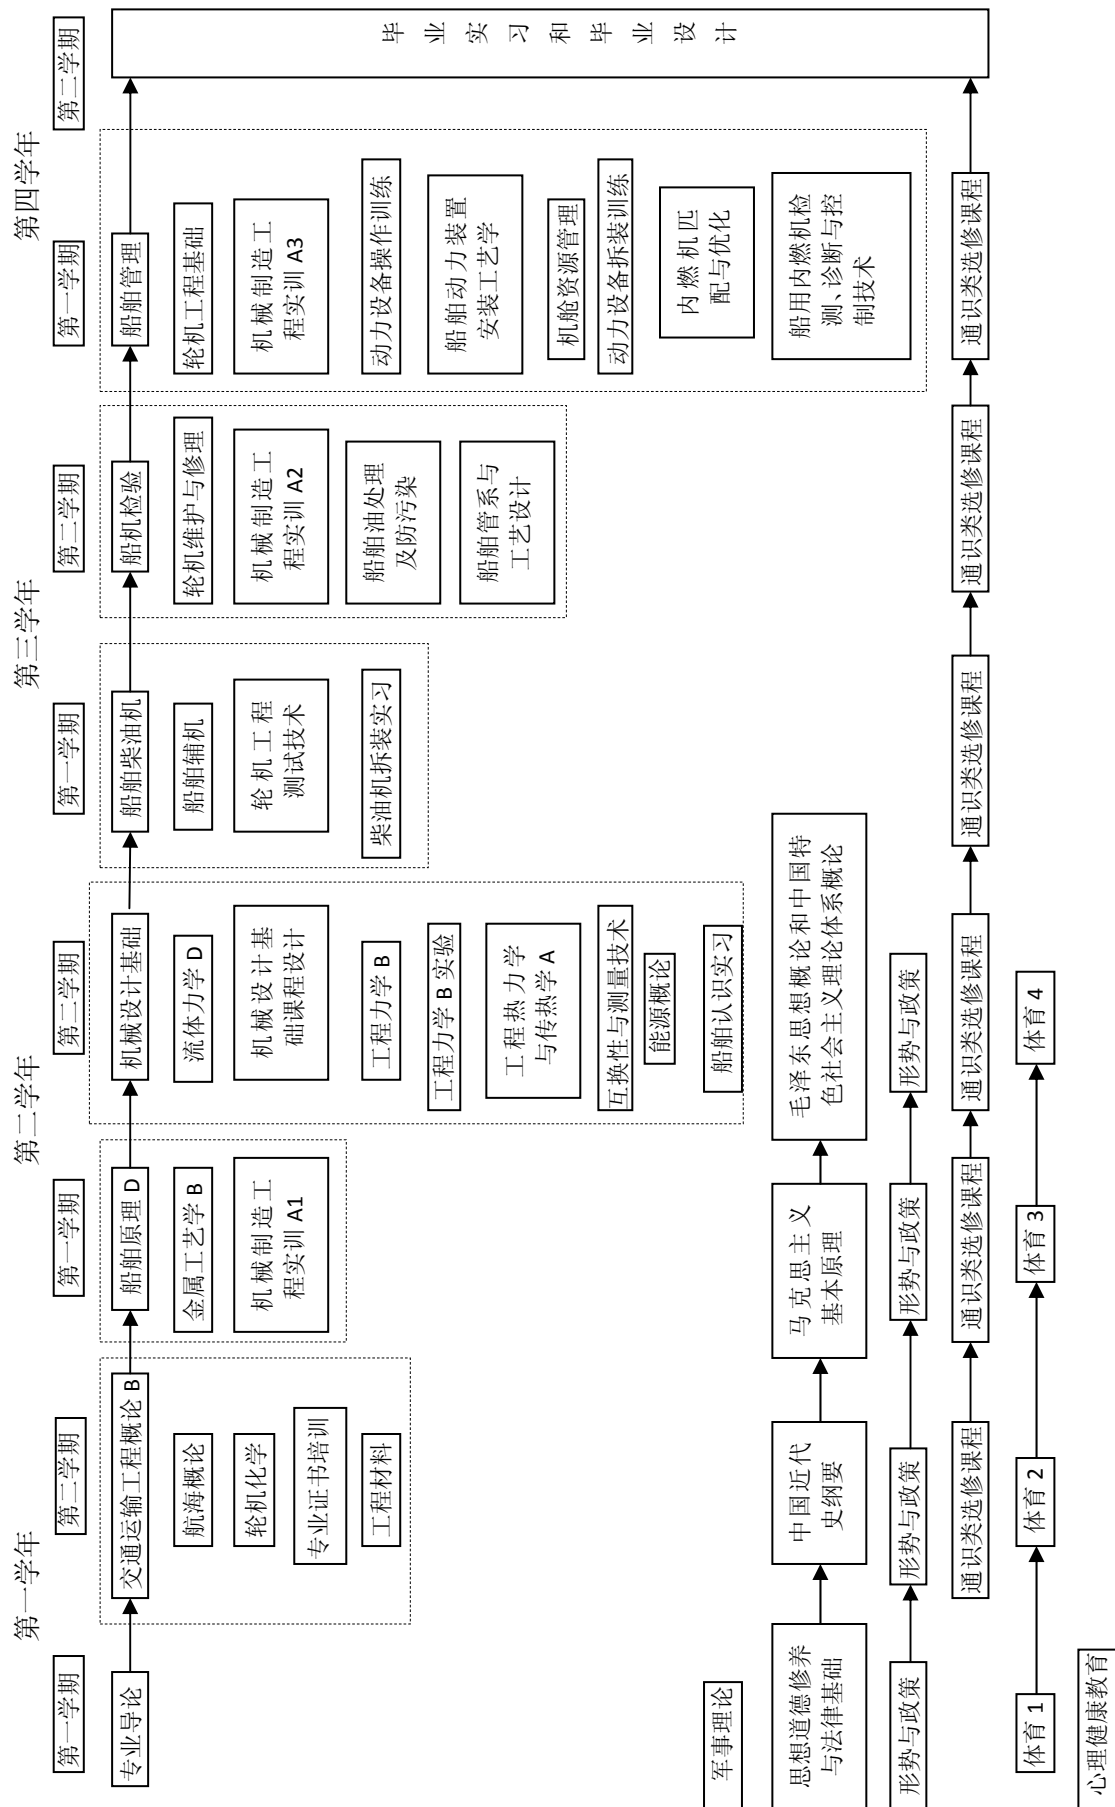 第一学年
第二学年
第三学年
第四学年
第一学期
第二学期
第一学期
第二学期
第一学期
第二学期
第一学期
第二学期
专业导论
交通运输工程概论 B
船舶原理 D
机械设计基础
船舶柴油机
船机检验
船舶管理
毕业实习和毕业设计
航海概论
轮机化学
专业证书培训
工程材料
金属工艺学 B
机械制造工
程实训 A1
流体力学 D
机械设计基
础课程设计
工程力学 B
工程力学 B 实验
工程热力学
与传热学 A
互换性与测量技术
能源概论
船舶认识实习
船舶辅机
轮机工程
测试技术
柴油机拆装实习
轮机维护与修理
机械制造工
程实训 A2
船舶油处理
及防污染
船舶管系与
工艺设计
轮机工程基础
机械制造工
程实训 A3
动力设备操作训练
船舶动力装置
安装工艺学
机舱资源管理
动力设备拆装训练
内燃机匹
配与优化
船用内燃机检
测、诊断与控
制技术
军事理论
思想道德修养
与法律基础
中国近代
史纲要
马克思主义
基本原理
毛泽东思想概论和中国特
色社会主义理论体系概论
形势与政策
形势与政策
形势与政策
形势与政策
通识类选修课程
通识类选修课程
通识类选修课程
通识类选修课程
通识类选修课程
通识类选修课程
体育 1
体育 2
体育 3
体育 4
心理健康教育